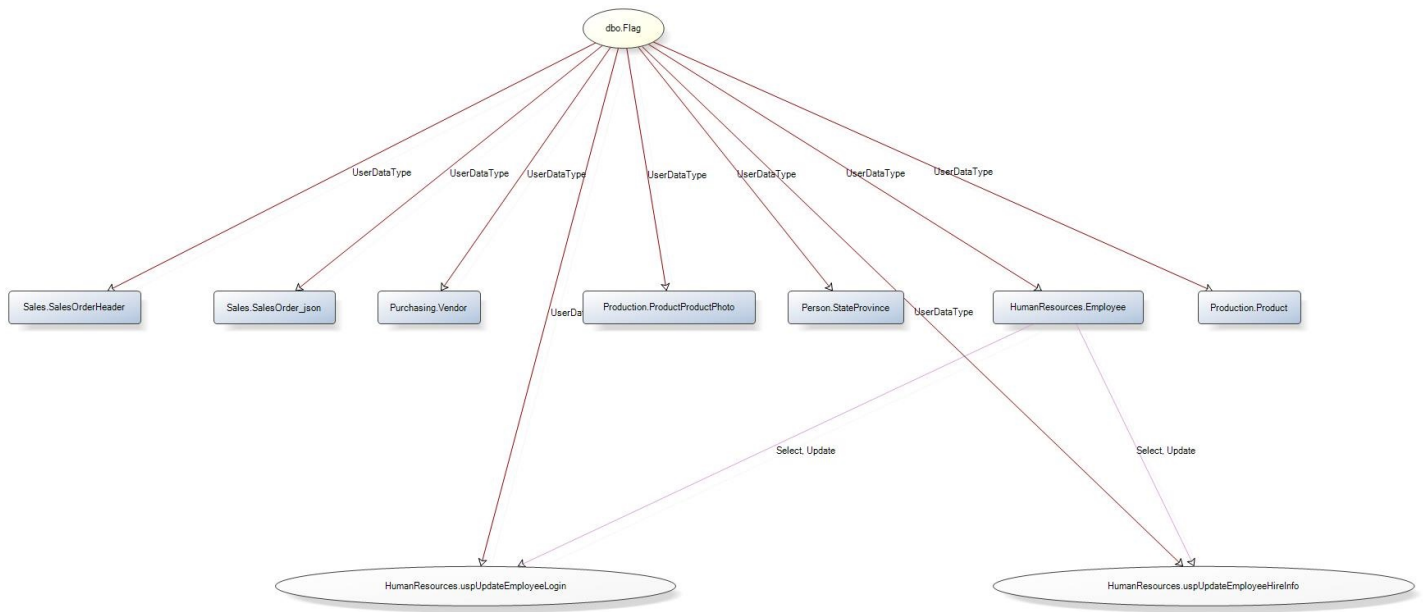 dbo.Flag
UserDataType
UserDataType
UserDataType
UserDataType
UserDataType
UserDataType
UserDataType
Sales.SalesOrderHeader
Sales.SalesOrder_json
Purchasing.Vendor
Production.ProductProductPhoto
Person.StateProvince
HumanResources.Employee
Production.Product
UserDataType
Select, Update
Select, Update
HumanResources.uspUpdateEmployeeLogin
HumanResources.uspUpdateEmployeeHireInfo